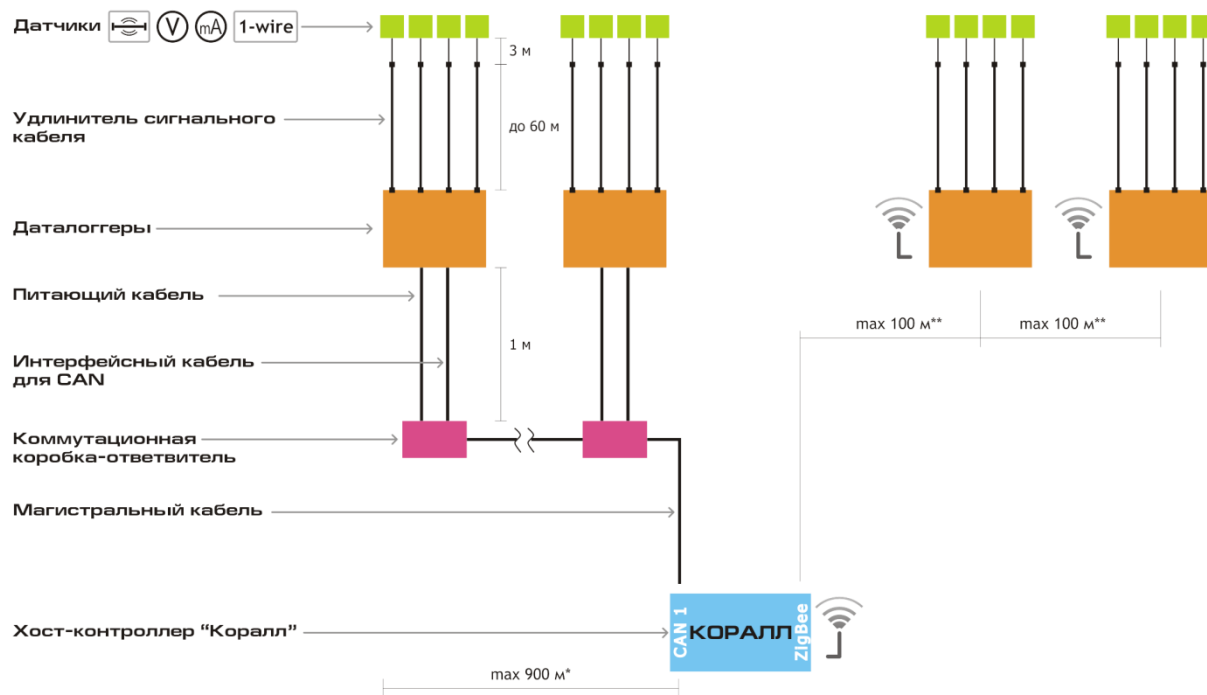 Датчики V mA 1-wire
3 м
Удлинитель сигнального
кабеля
до 60 м
Даталоггеры
Питающий кабель
max 100 м** max 100 м**
1 м
Интерфейсный кабель
для CAN
Коммутационная
коробка-ответвитель
Магистральный кабель
Хост-контроллер “Коралл”
CAN 1
КОРАЛЛ
ZigBee
max 900 м*